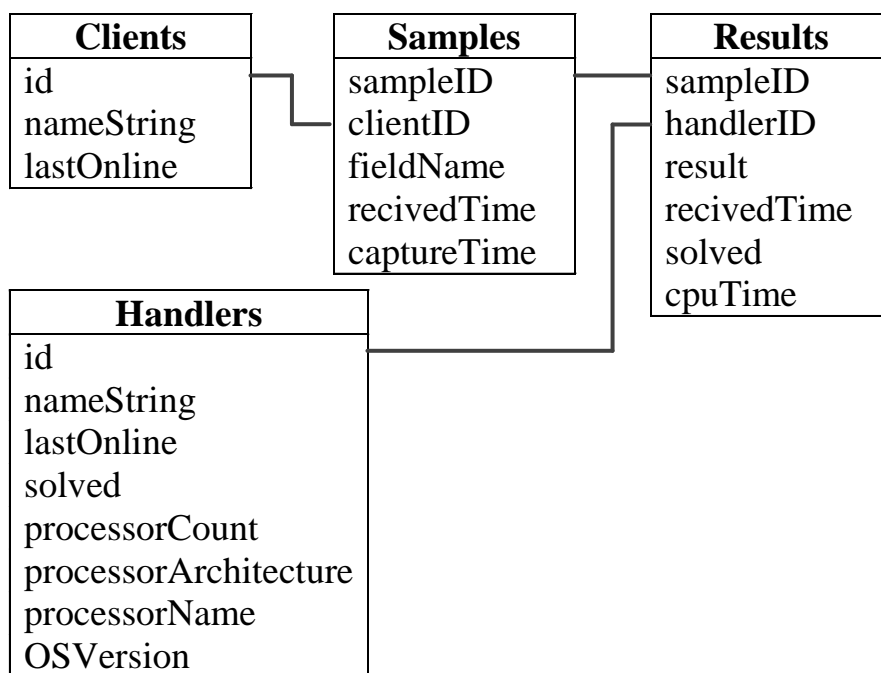 Clients
id
nameString
lastOnline
Samples
sampleID
clientID
fieldName
recivedTime
captureTime
Results
sampleID
handlerID
result
recivedTime
solved
cpuTime
Handlers
id
nameString
lastOnline
solved
processorCount
processorArchitecture
processorName
OSVersion